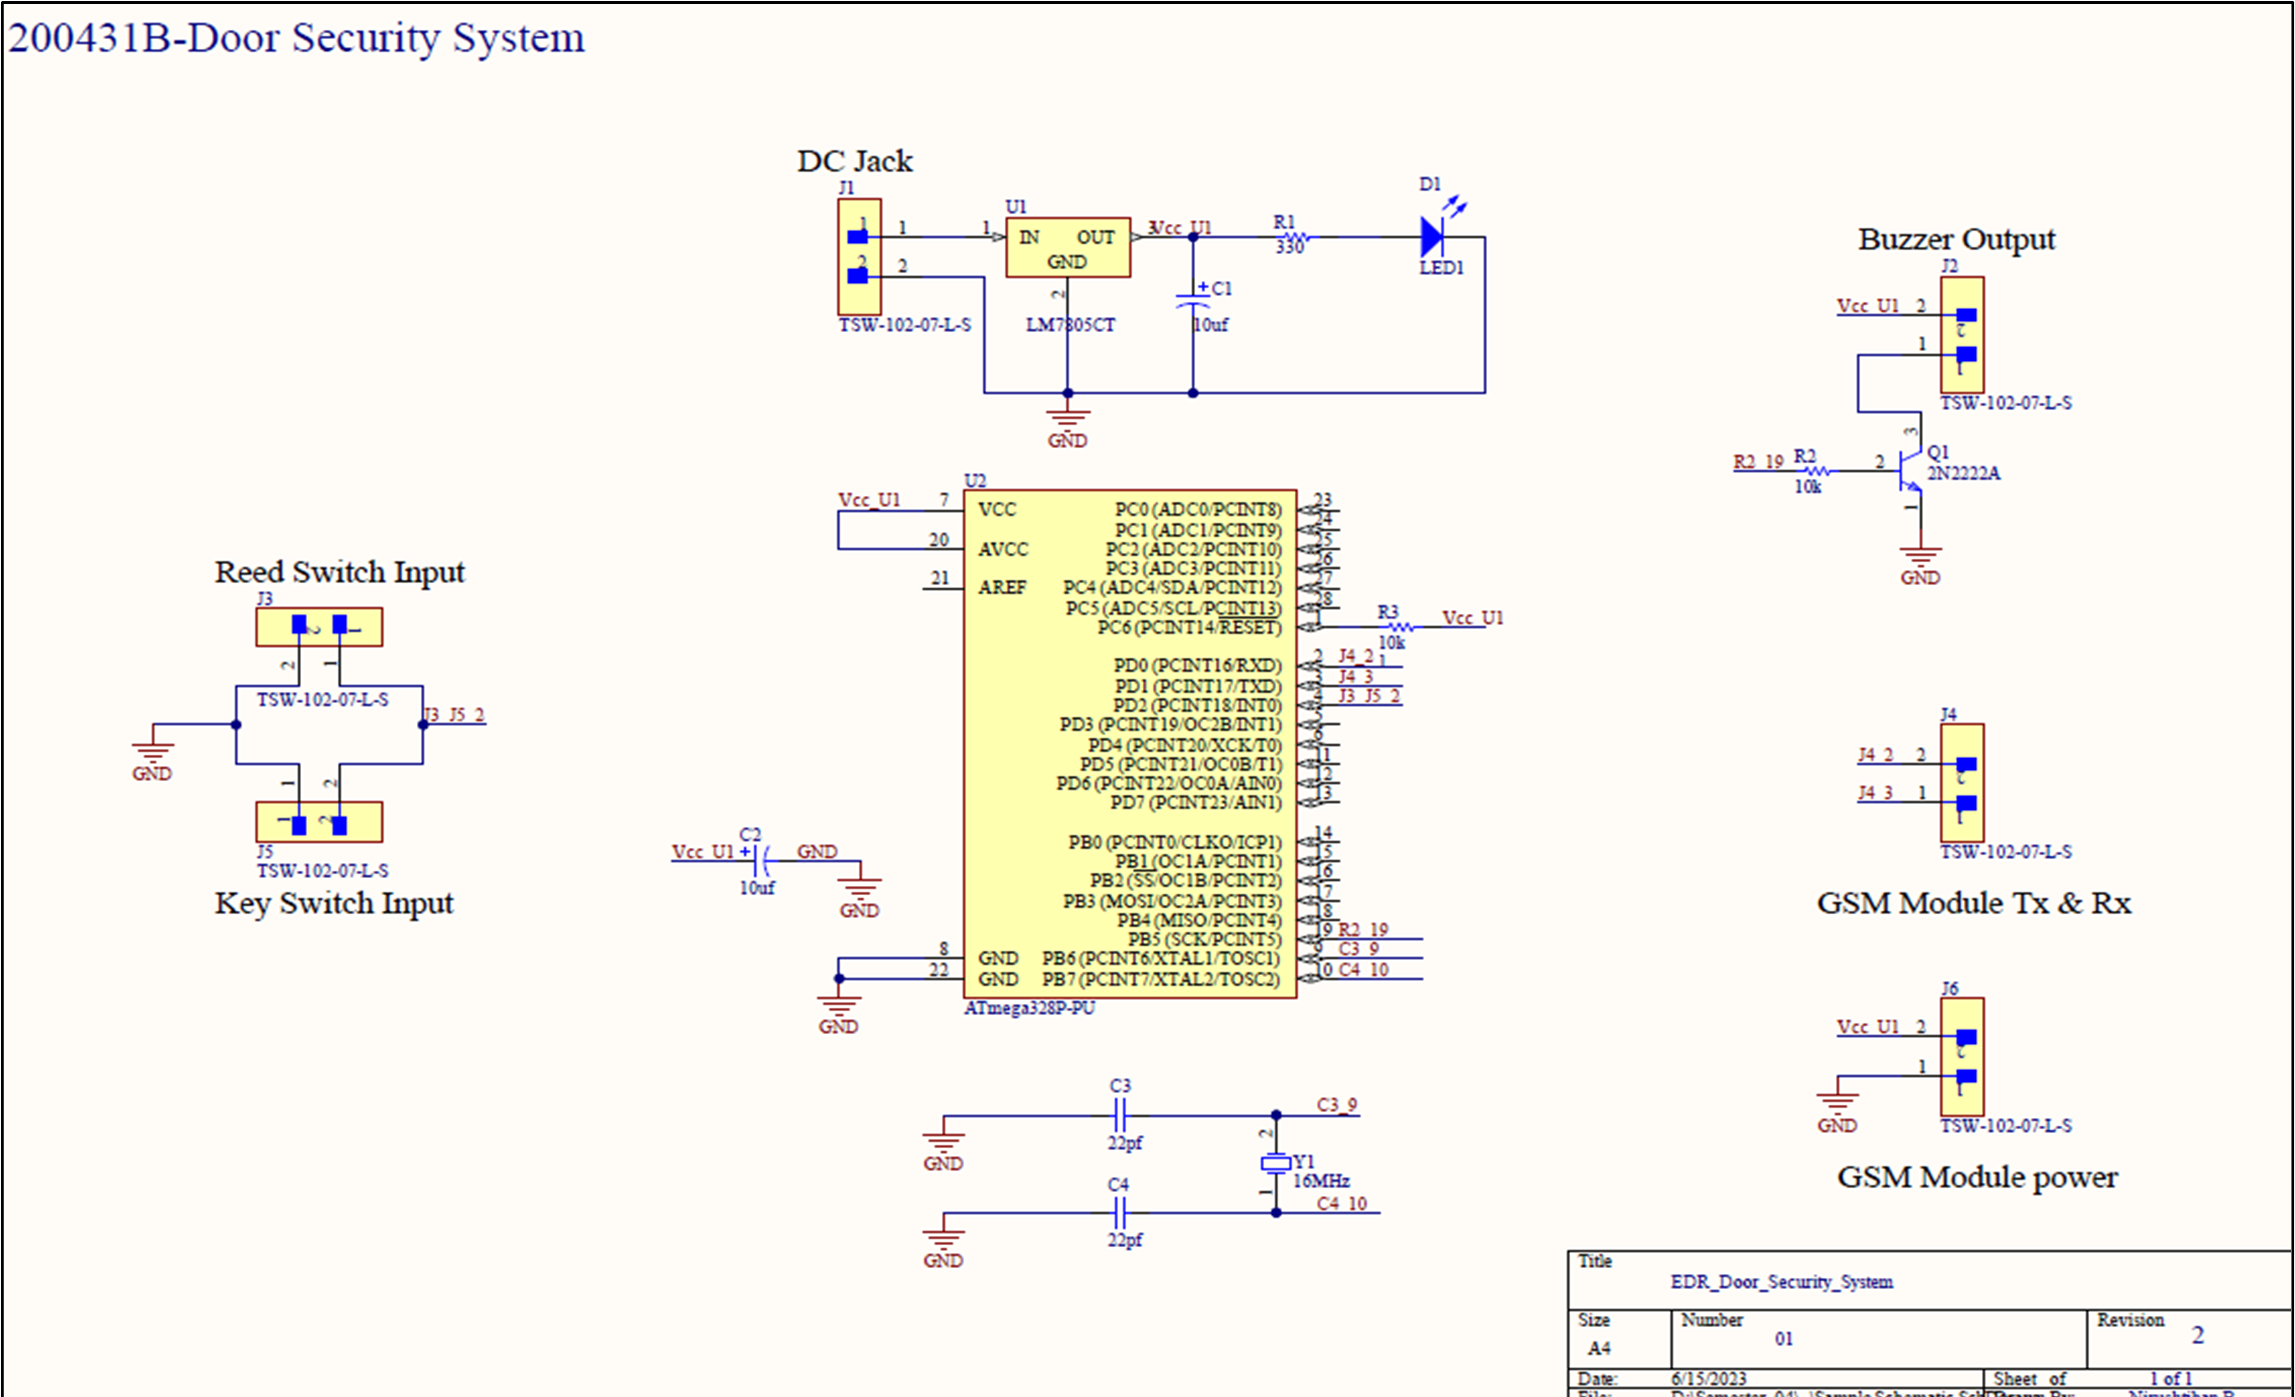 200431B-Door Security System
DC Jack
J1
1
1
2
2
TSW-102-07-L-S
U1
1
IN
OUT
GND
3
2
LM7805CT
Vcc_U1
C1
10uf
R1
330
D1
LED1
GND
Buzzer Output
J2
Vcc_U1
2
2
1
1
TSW-102-07-L-S
R2_19
R2
10k
2
3
1
Q1
2N2222A
GND
Reed Switch Input
J3
2
1
2
1
TSW-102-07-L-S
J3_J5_2
GND
1
2
1
2
J5
TSW-102-07-L-S
Key Switch Input
U2
Vcc_U1
7
VCC
20
AVCC
21
AREF
8
GND
22
GND
GND
PC0 (ADC0/PCINT8)
23
PC1 (ADC1/PCINT9)
24
PC2 (ADC2/PCINT10)
25
PC3 (ADC3/PCINT11)
26
PC4 (ADC4/SDA/PCINT12)
27
PC5 (ADC5/SCL/PCINT13)
28
PC6 (PCINT14/RESET)
1
R3
10k
1
Vcc_U1
PD0 (PCINT16/RXD)
2
J4_2
PD1 (PCINT17/TXD)
3
J4_3
PD2 (PCINT18/INT0)
4
J3_J5_2
PD3 (PCINT19/OC2B/INT1)
5
PD4 (PCINT20/XCK/T0)
6
PD5 (PCINT21/OC0B/T1)
11
PD6 (PCINT22/OC0A/AIN0)
12
PD7 (PCINT23/AIN1)
13
PB0 (PCINT0/CLKO/ICP1)
14
PB1 (OC1A/PCINT1)
15
PB2 (SS/OC1B/PCINT2)
16
PB3 (MOSI/OC2A/PCINT3)
17
PB4 (MISO/PCINT4)
18
PB5 (SCK/PCINT5)
19
R2_19
PB6 (PCINT6/XTAL1/TOSC1)
9
C3_9
PB7 (PCINT7/XTAL2/TOSC2)
10
C4_10
ATmega328P-PU
Vcc_U1
C2
10uf
GND
GND
J4
J4_2
2
2
J4_3
1
1
TSW-102-07-L-S
GSM Module Tx & Rx
J6
Vcc_U1
2
2
1
1
GND
TSW-102-07-L-S
GSM Module power
C3
22pf
C3_9
GND
2
Y1
16MHz
1
C4
22pf
C4_10
GND
Title
EDR_Door_Security_System
Size
A4
Number
01
Revision
2
Date:
6/15/2023
Sheet of
1 of 1